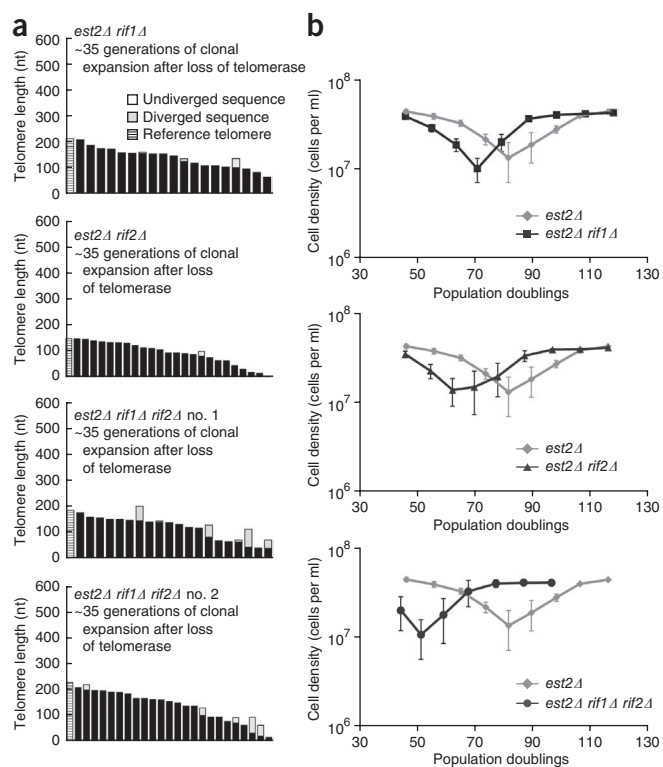 a
est2Δ rif1Δ
~35 generations of clonal
expansion after loss of telomerase
Telomere length (nt)
600
500
400
300
200
100
0
Undiverged sequence
Diverged sequence
Reference telomere
est2Δ rif2Δ
~35 generations of clonal
expansion after loss
of telomerase
Telomere length (nt)
600
500
400
300
200
100
0
est2Δ rif1Δ rif2Δ no. 1
~35 generations of clonal
expansion after loss
of telomerase
Telomere length (nt)
600
500
400
300
200
100
0
est2Δ rif1Δ rif2Δ no. 2
~35 generations of clonal
expansion after loss
of telomerase
Telomere length (nt)
600
500
400
300
200
100
0
b
Cell density (cells per ml)
10⁸
10⁷
10⁶
est2Δ
est2Δ rif1Δ
30 50 70 90 110 130
Population doublings
Cell density (cells per ml)
10⁸
10⁷
10⁶
est2Δ
est2Δ rif2Δ
30 50 70 90 110 130
Population doublings
Cell density (cells per ml)
10⁸
10⁷
10⁶
est2Δ
est2Δ rif1Δ rif2Δ
30 50 70 90 110 130
Population doublings